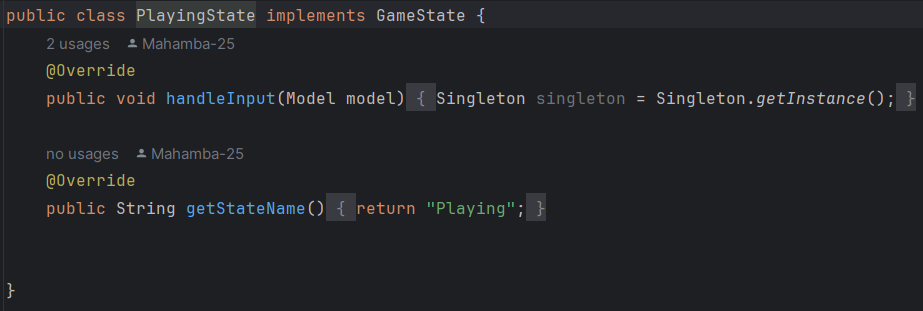 public class PlayingState implements GameState {
2 usages Mahamba-25
@Override
public void handleInput(Model model) { Singleton singleton = Singleton.getInstance(); }
no usages Mahamba-25
@Override
public String getStateName() { return "Playing"; }
}